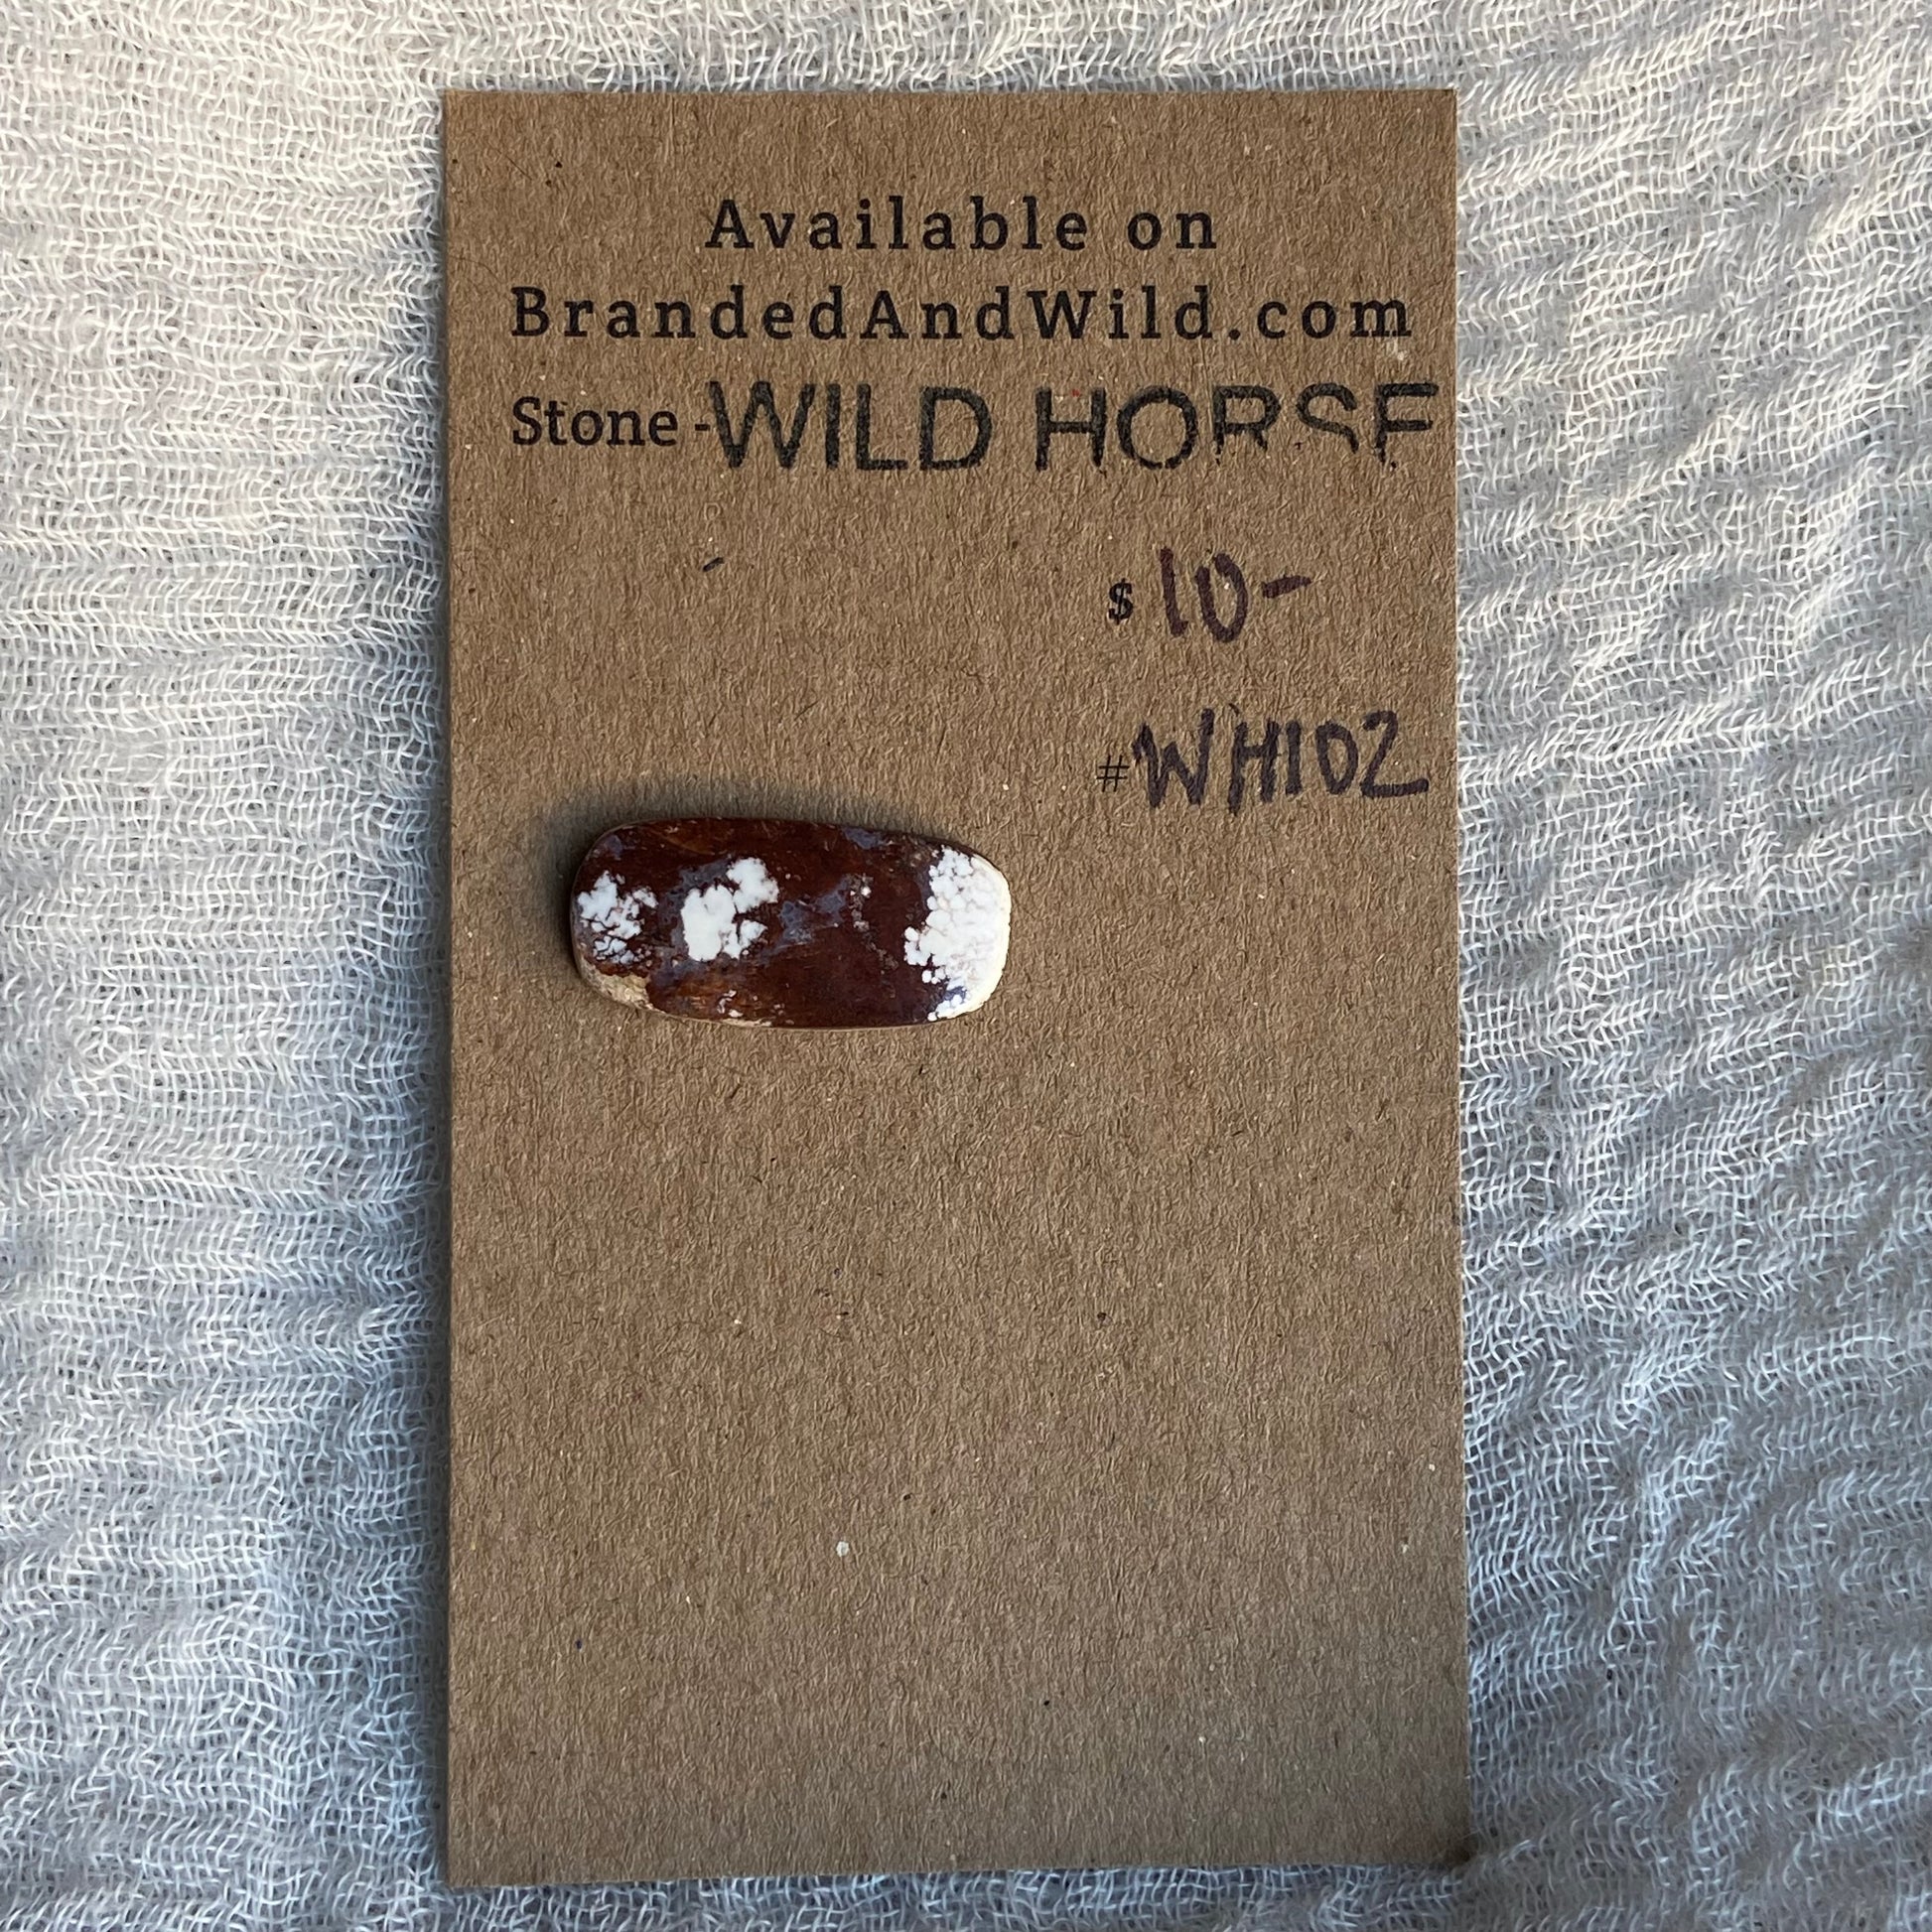 Available on
BrandedAndWild.com
Stone - WILD HORSE
$ 10-
# WH102